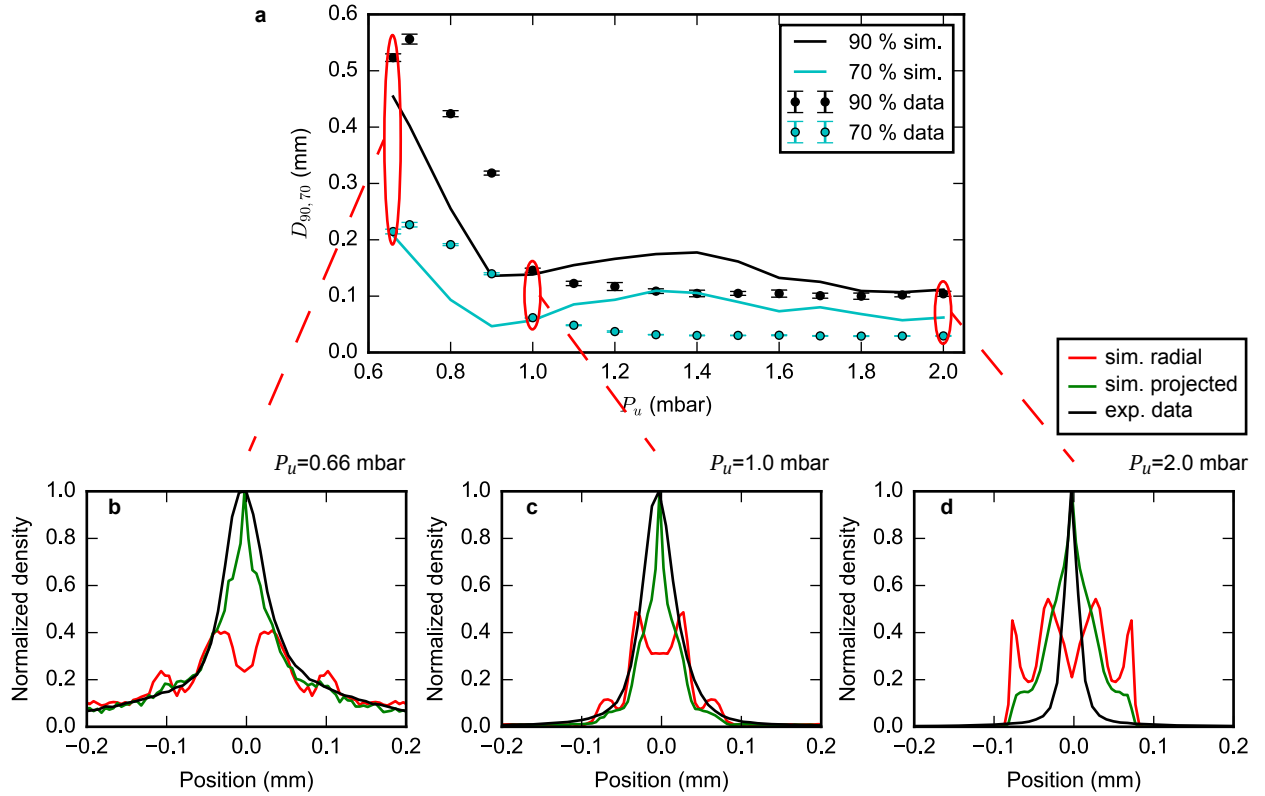 a
0.6
0.5
0.4
0.3
0.2
0.1
0.0
D90,70 (mm)
90 % sim.
70 % sim.
90 % data
70 % data
0.6 0.8 1.0 1.2 1.4 1.6 1.8 2.0
Pu (mbar)
sim. radial
sim. projected
exp. data
Pu=0.66 mbar
b
1.0
0.8
0.6
0.4
0.2
0.0
Normalized density
−0.2 −0.1 0.0 0.1 0.2
Position (mm)
Pu=1.0 mbar
c
1.0
0.8
0.6
0.4
0.2
0.0
Normalized density
−0.2 −0.1 0.0 0.1 0.2
Position (mm)
Pu=2.0 mbar
d
1.0
0.8
0.6
0.4
0.2
0.0
Normalized density
−0.2 −0.1 0.0 0.1 0.2
Position (mm)